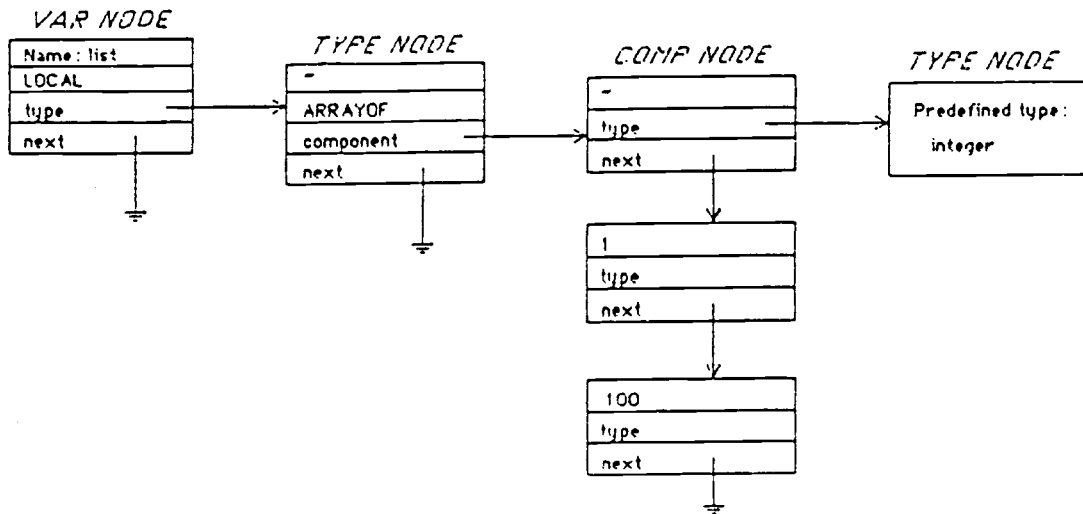 VAR NODE
Name: list
LOCAL
type
next
TYPE NODE
-
ARRAYOF
component
next
COMP NODE
-
type
next
1
type
next
100
type
next
TYPE NODE
Predefined type:
integer